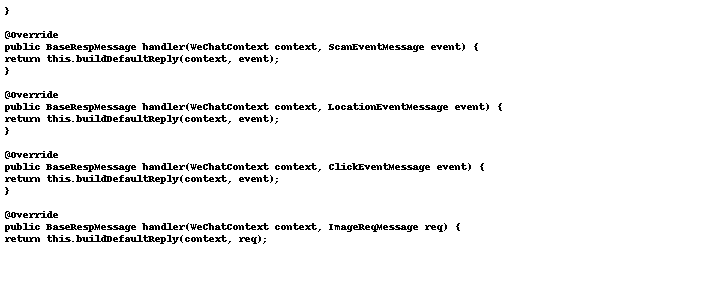 }
@Override
public BaseRespMessage handler(WeChatContext context, ScanEventMessage event) {
return this.buildDefaultReply(context, event);
}
@Override
public BaseRespMessage handler(WeChatContext context, LocationEventMessage event) {
return this.buildDefaultReply(context, event);
}
@Override
public BaseRespMessage handler(WeChatContext context, ClickEventMessage event) {
return this.buildDefaultReply(context, event);
}
@Override
public BaseRespMessage handler(WeChatContext context, ImageReqMessage req) {
return this.buildDefaultReply(context, req);